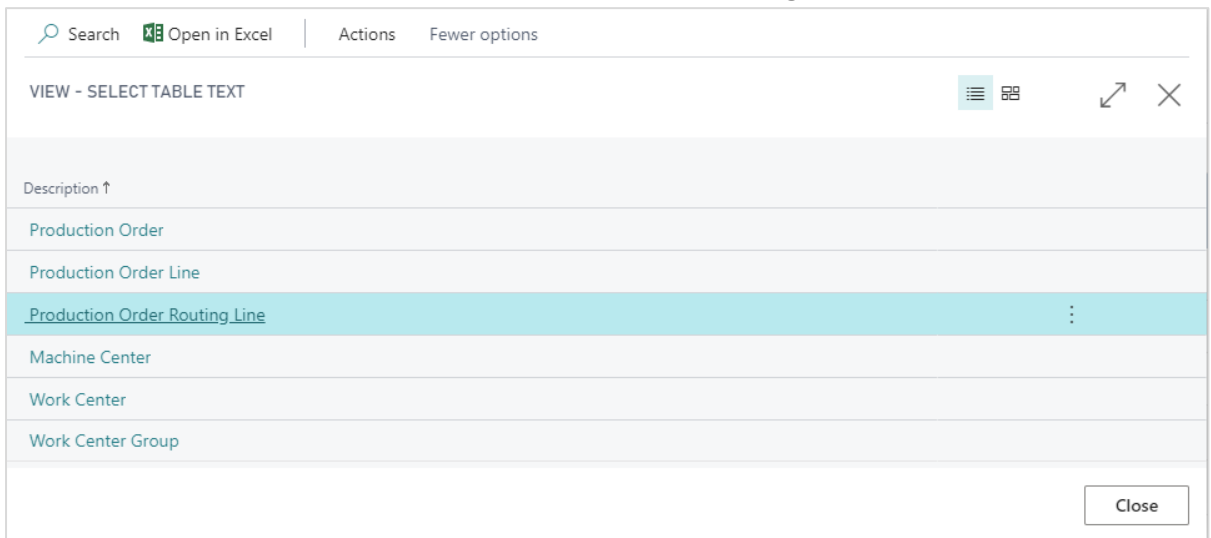 Search Open in Excel Actions Fewer options
VIEW - SELECT TABLE TEXT
Description ↑
Production Order
Production Order Line
Production Order Routing Line
Machine Center
Work Center
Work Center Group
Close